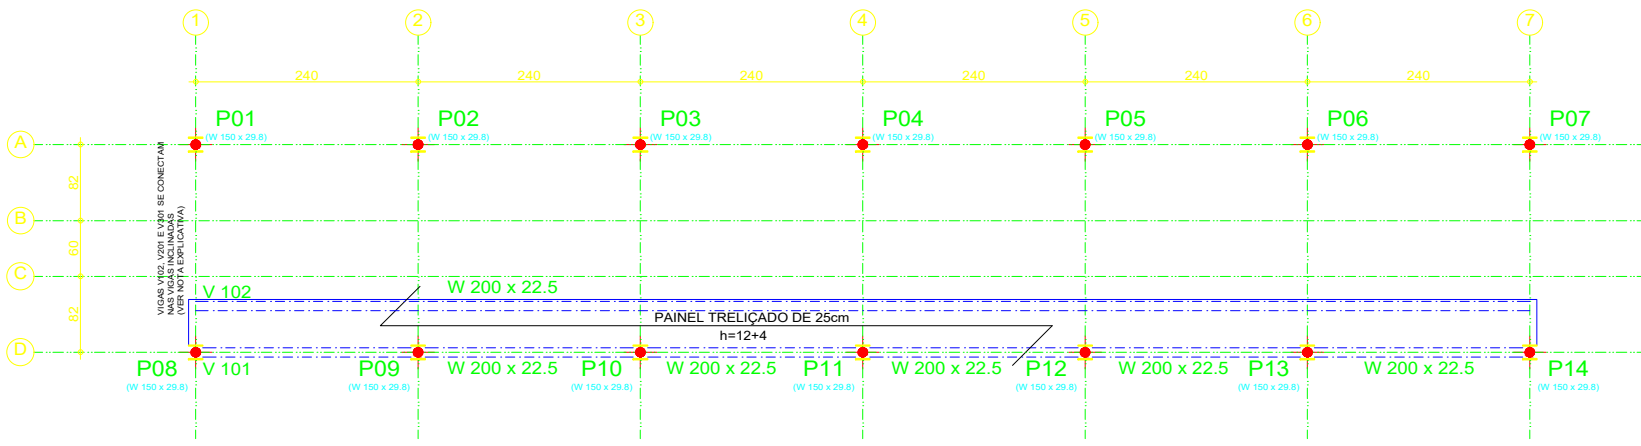 1 2 3 4 5 6 7
240 240 240 240 240 240
P01 P02 P03 P04 P05 P06 P07
(W 150 x 29.8) (W 150 x 29.8) (W 150 x 29.8) (W 150 x 29.8) (W 150 x 29.8) (W 150 x 29.8) (W 150 x 29.8)
A
82
B
60
C
82
D
VIGAS V102, V201 E V301 SE CONECTAM
NAS VIGAS INCLINADAS
(VER NOTA EXPLICATIVA)
V 102 W 200 x 22.5
PAINEL TRELIÇADO DE 25cm
h=12+4
P08 V 101 P09 W 200 x 22.5 P10 W 200 x 22.5 P11 W 200 x 22.5 P12 W 200 x 22.5 P13 W 200 x 22.5 P14
(W 150 x 29.8) (W 150 x 29.8) (W 150 x 29.8) (W 150 x 29.8) (W 150 x 29.8) (W 150 x 29.8) (W 150 x 29.8)